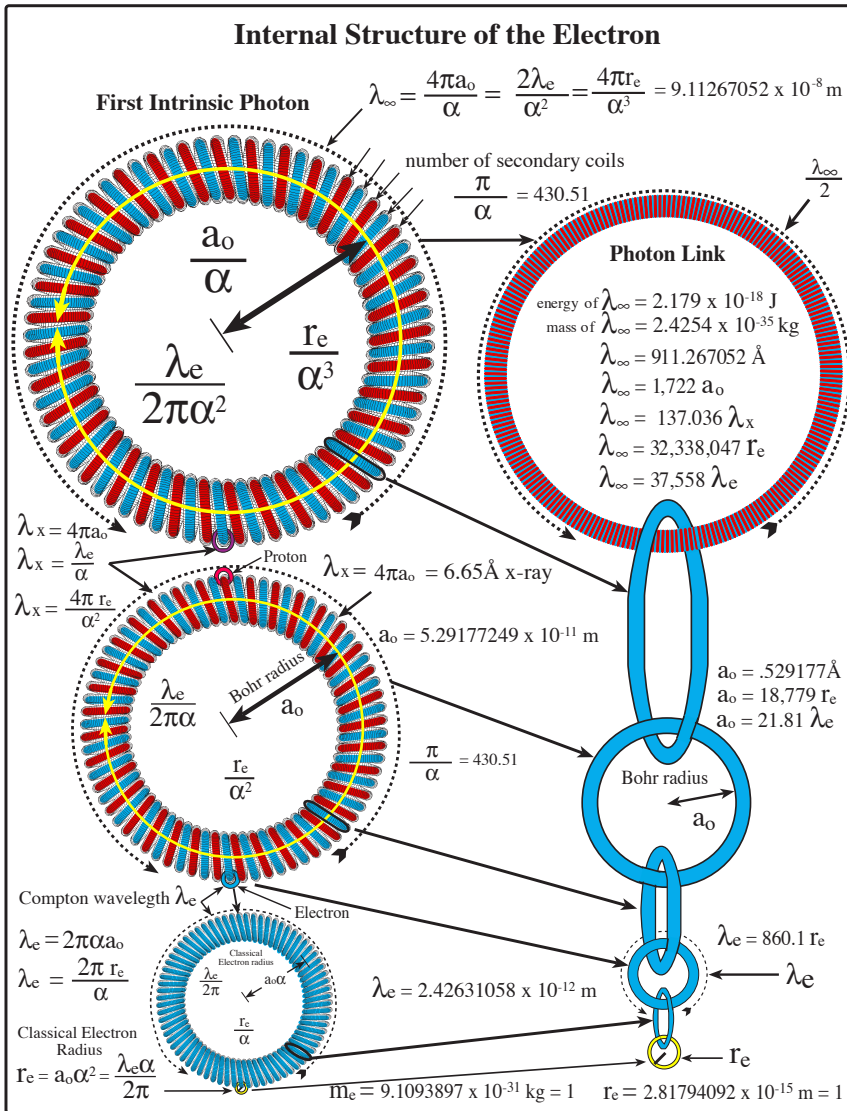 Internal Structure of the Electron
First Intrinsic Photon
λ∞ = 4πa₀/α = 2λe/α² = 4πre/α³ = 9.11267052 x 10⁻⁸ m
number of secondary coils
π/α = 430.51
λ∞/2
a₀/α
re/α³
λe/2πα²
Photon Link
energy of λ∞ = 2.179 x 10⁻¹⁸ J
mass of λ∞ = 2.4254 x 10⁻³⁵ kg
λ∞ = 911.267052 Å
λ∞ = 1,722 a₀
λ∞ = 137.036 λx
λ∞ = 32,338,047 re
λ∞ = 37,558 λe
λx = 4πa₀
λx = λe/α
λx = 4π re/α²
Proton
λx = 4πa₀ = 6.65Å x-ray
a₀ = 5.29177249 x 10⁻¹¹ m
λe/2πα
Bohr radius
a₀
re/α²
π/α = 430.51
a₀ = .529177Å
a₀ = 18,779 re
a₀ = 21.81 λe
Bohr radius
a₀
Compton wavelegth λe
Electron
λe = 2παa₀
λe = 2π re/α
Classical
Electron radius
λe/2π
a₀α
re/α
λe = 2.42631058 x 10⁻¹² m
λe = 860.1 re
λe
Classical Electron
Radius
re = a₀α² = λeα/2π
re
me = 9.1093897 x 10⁻³¹ kg = 1
re = 2.81794092 x 10⁻¹⁵ m = 1